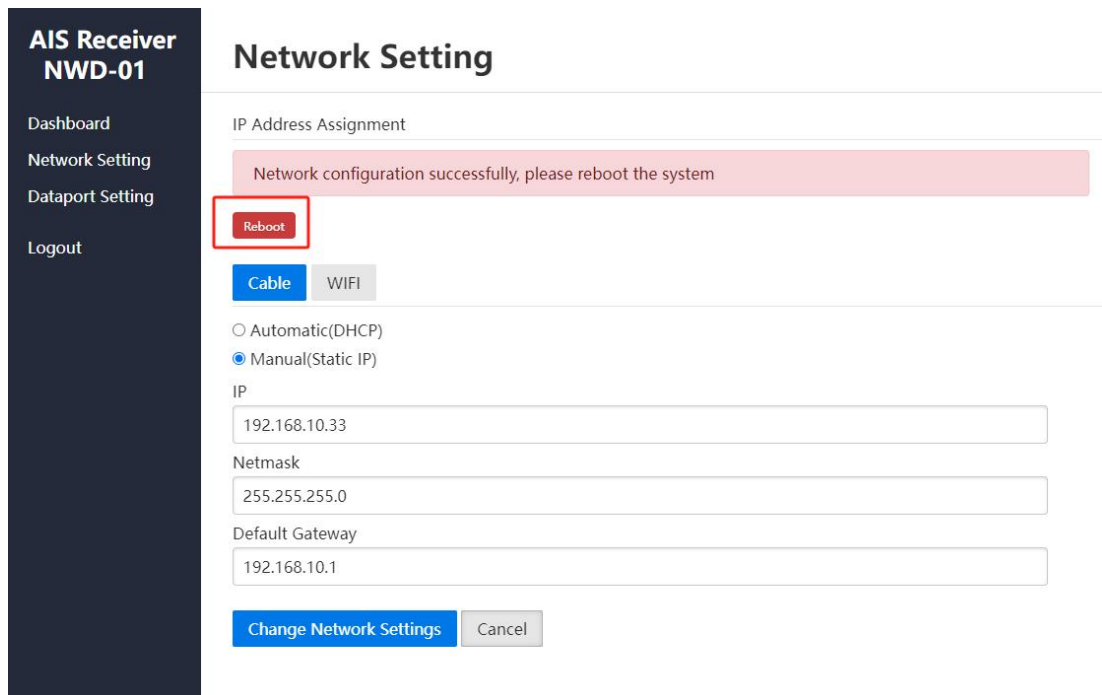 AIS Receiver
NWD-01
Dashboard
Network Setting
Dataport Setting
Logout
Network Setting
IP Address Assignment
Network configuration successfully, please reboot the system
Reboot
Cable
WIFI
Automatic(DHCP)
Manual(Static IP)
IP
192.168.10.33
Netmask
255.255.255.0
Default Gateway
192.168.10.1
Change Network Settings
Cancel